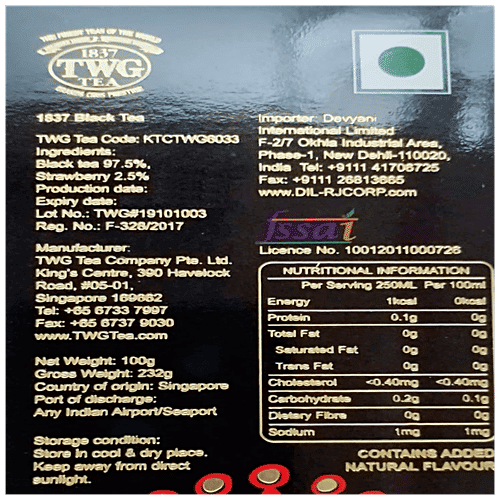 THE FINEST TEAS OF THE WORLD
1837
TWG
TEA
1837 Black Tea
TWG Tea Code: KTCTWG6033
Ingredients:
Black tea 97.5%,
Strawberry 2.5%
Production date:
Expiry date:
Lot No.: TWG#19101003
Reg. No.: F-328/2017
Manufacturer:
TWG Tea Company Pte. Ltd.
King's Centre, 390 Havelock
Road, #05-01,
Singapore 169662
Tel: +65 6733 7997
Fax: +65 6737 9030
www.TWGTea.com
Net Weight: 100g
Gross Weight: 232g
Country of origin: Singapore
Port of discharge:
Any Indian Airport/Seaport
Storage condition:
Store in cool & dry place.
Keep away from direct
sunlight.
Importer: Devyani
International Limited
F-2/7 Okhla Industrial Area,
Phase-1, New Dehli-110020,
India Tel: +9111 41706725
Fax: +9111 26813665
www.DIL-RJCORP.com
fssai
Licence No. 10012011000726
NUTRITIONAL INFORMATION
Per Serving 250ML Per 100ml
Energy 1kcal 0kcal
Protein 0.1g 0g
Total Fat 0g 0g
Saturated Fat 0g 0g
Trans Fat 0g 0g
Cholesterol <0.40mg <0.40mg
Carbohydrate 0.2g 0.1g
Dietary Fibre 0g 0g
Sodium 1mg 1mg
CONTAINS ADDED
NATURAL FLAVOUR